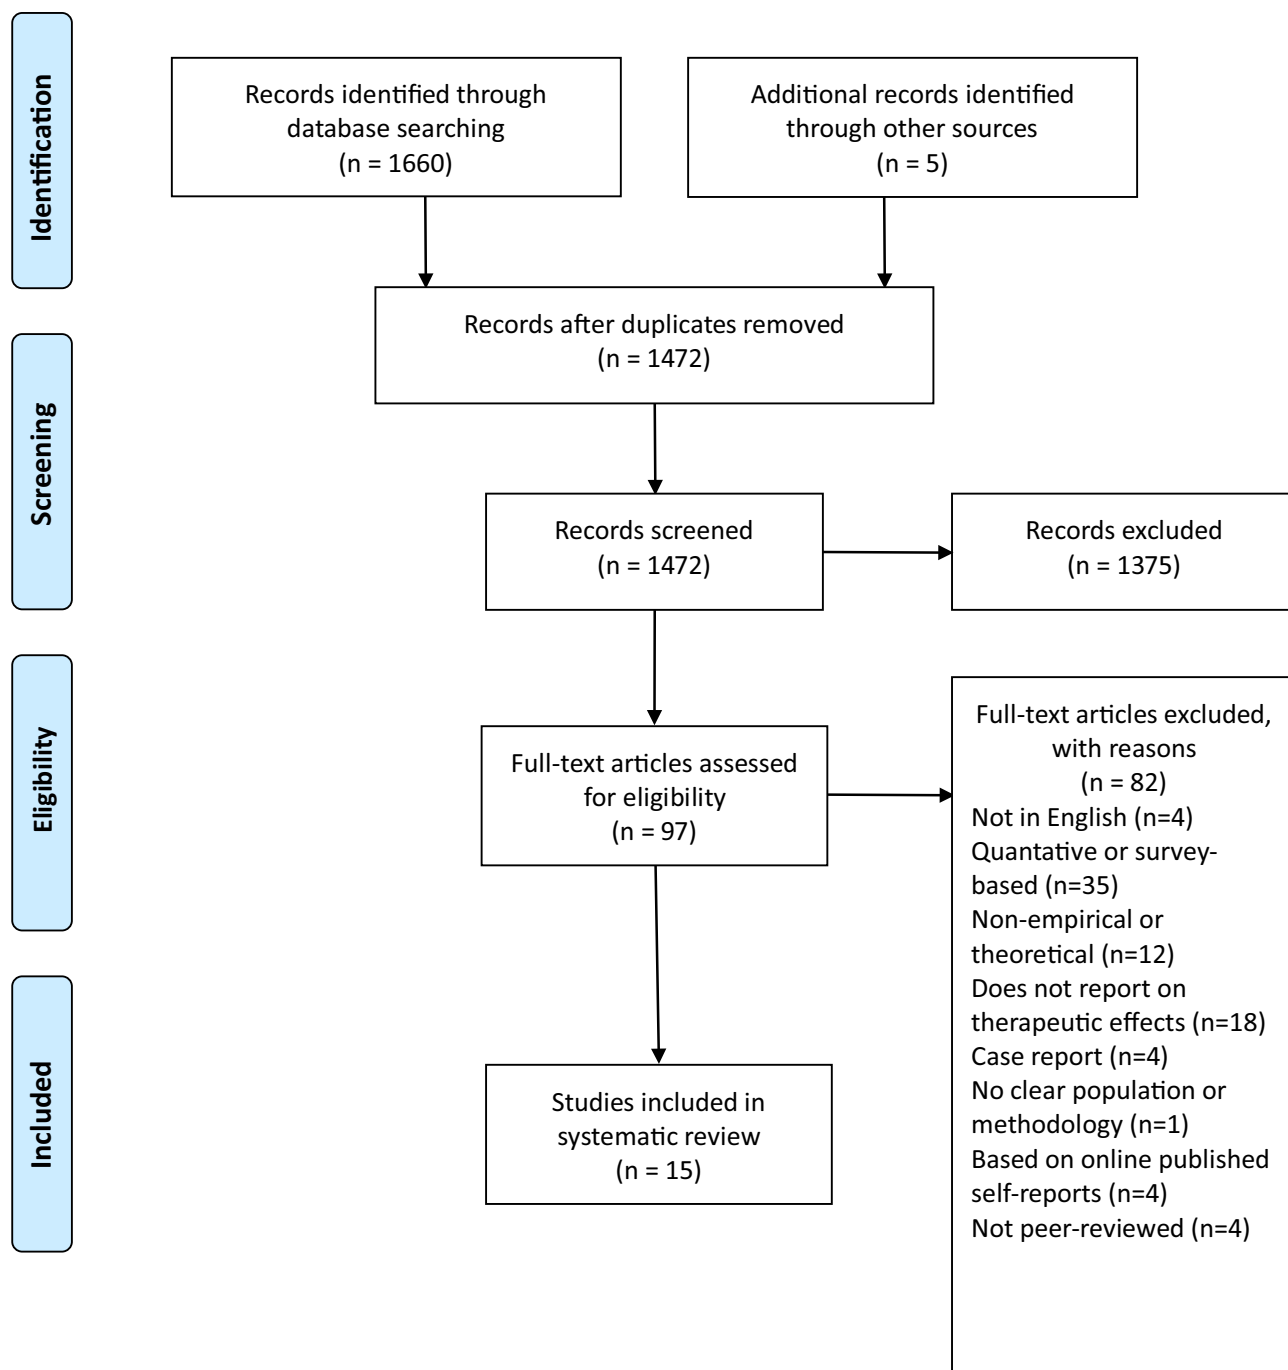 Identification
Records identified through
database searching
(n = 1660)
Additional records identified
through other sources
(n = 5)
Records after duplicates removed
(n = 1472)
Screening
Records screened
(n = 1472)
Records excluded
(n = 1375)
Eligibility
Full-text articles assessed
for eligibility
(n = 97)
Full-text articles excluded,
with reasons
(n = 82)
Not in English (n=4)
Quantative or survey-
based (n=35)
Non-empirical or
theoretical (n=12)
Does not report on
therapeutic effects (n=18)
Case report (n=4)
No clear population or
methodology (n=1)
Based on online published
self-reports (n=4)
Not peer-reviewed (n=4)
Included
Studies included in
systematic review
(n = 15)